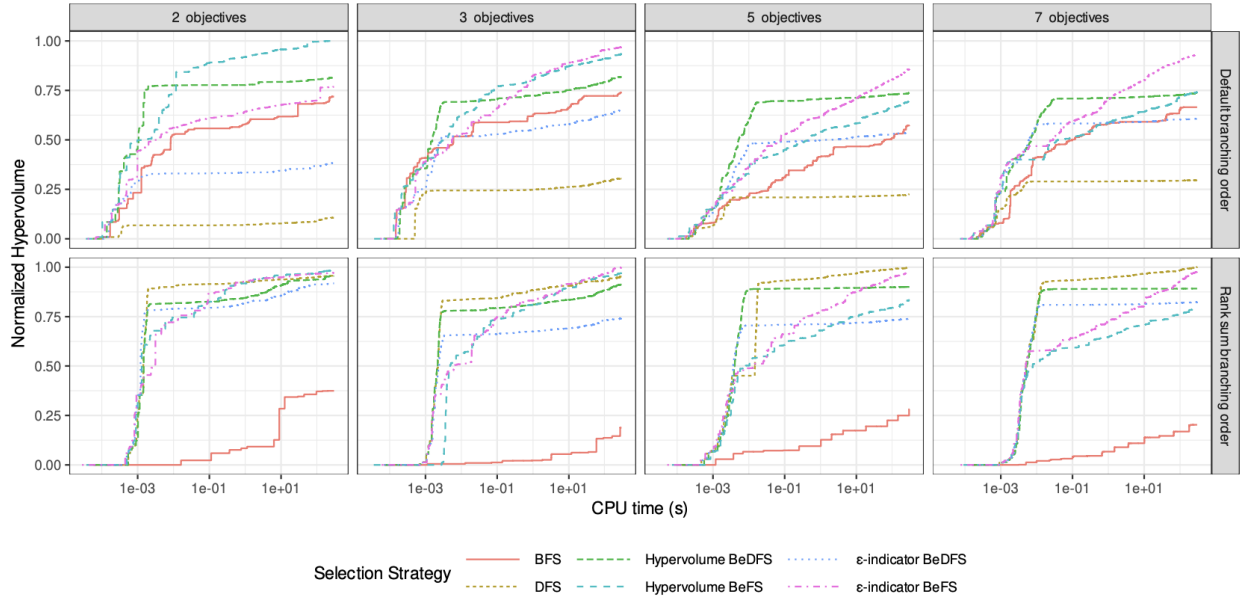 2 objectives 3 objectives 5 objectives 7 objectives
1.00
0.75
0.50
0.25
0.00
Default branching order
1.00
0.75
0.50
0.25
0.00
Rank sum branching order
Normalized Hypervolume
1e-03 1e-01 1e+01 1e-03 1e-01 1e+01 1e-03 1e-01 1e+01 1e-03 1e-01 1e+01
CPU time (s)
Selection Strategy
BFS Hypervolume BeDFS ε-indicator BeDFS
DFS Hypervolume BeFS ε-indicator BeFS